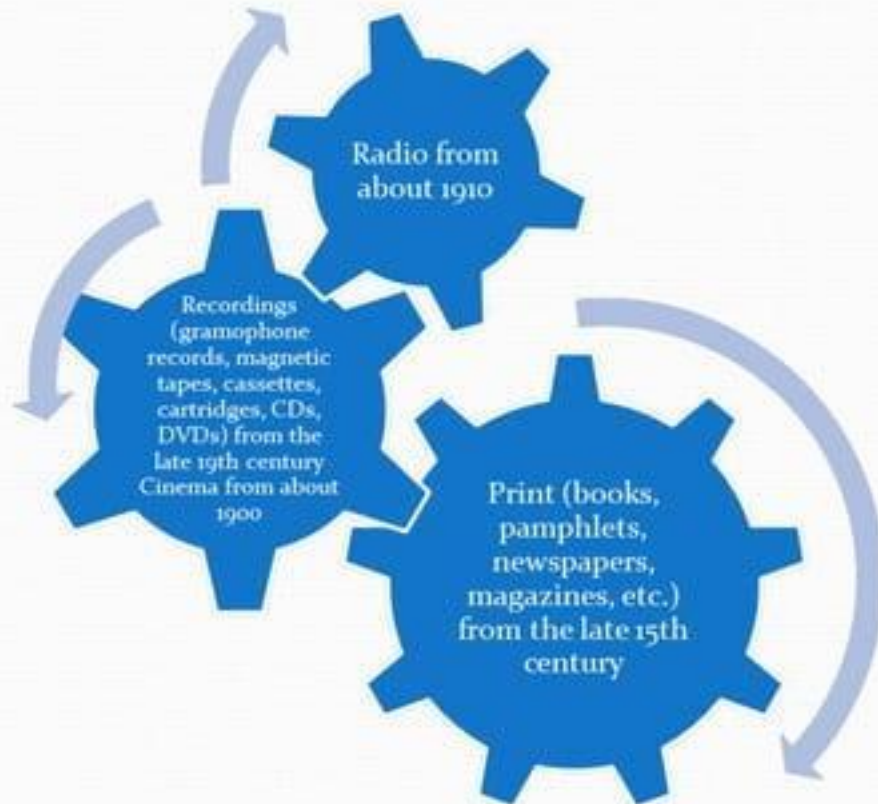 Radio from
about 1910
Recordings
(gramophone
records, magnetic
tapes, cassettes,
cartridges, CDs,
DVDs) from the
late 19th century
Cinema from about
1900
Print (books,
pamphlets,
newspapers,
magazines, etc.)
from the late 15th
century